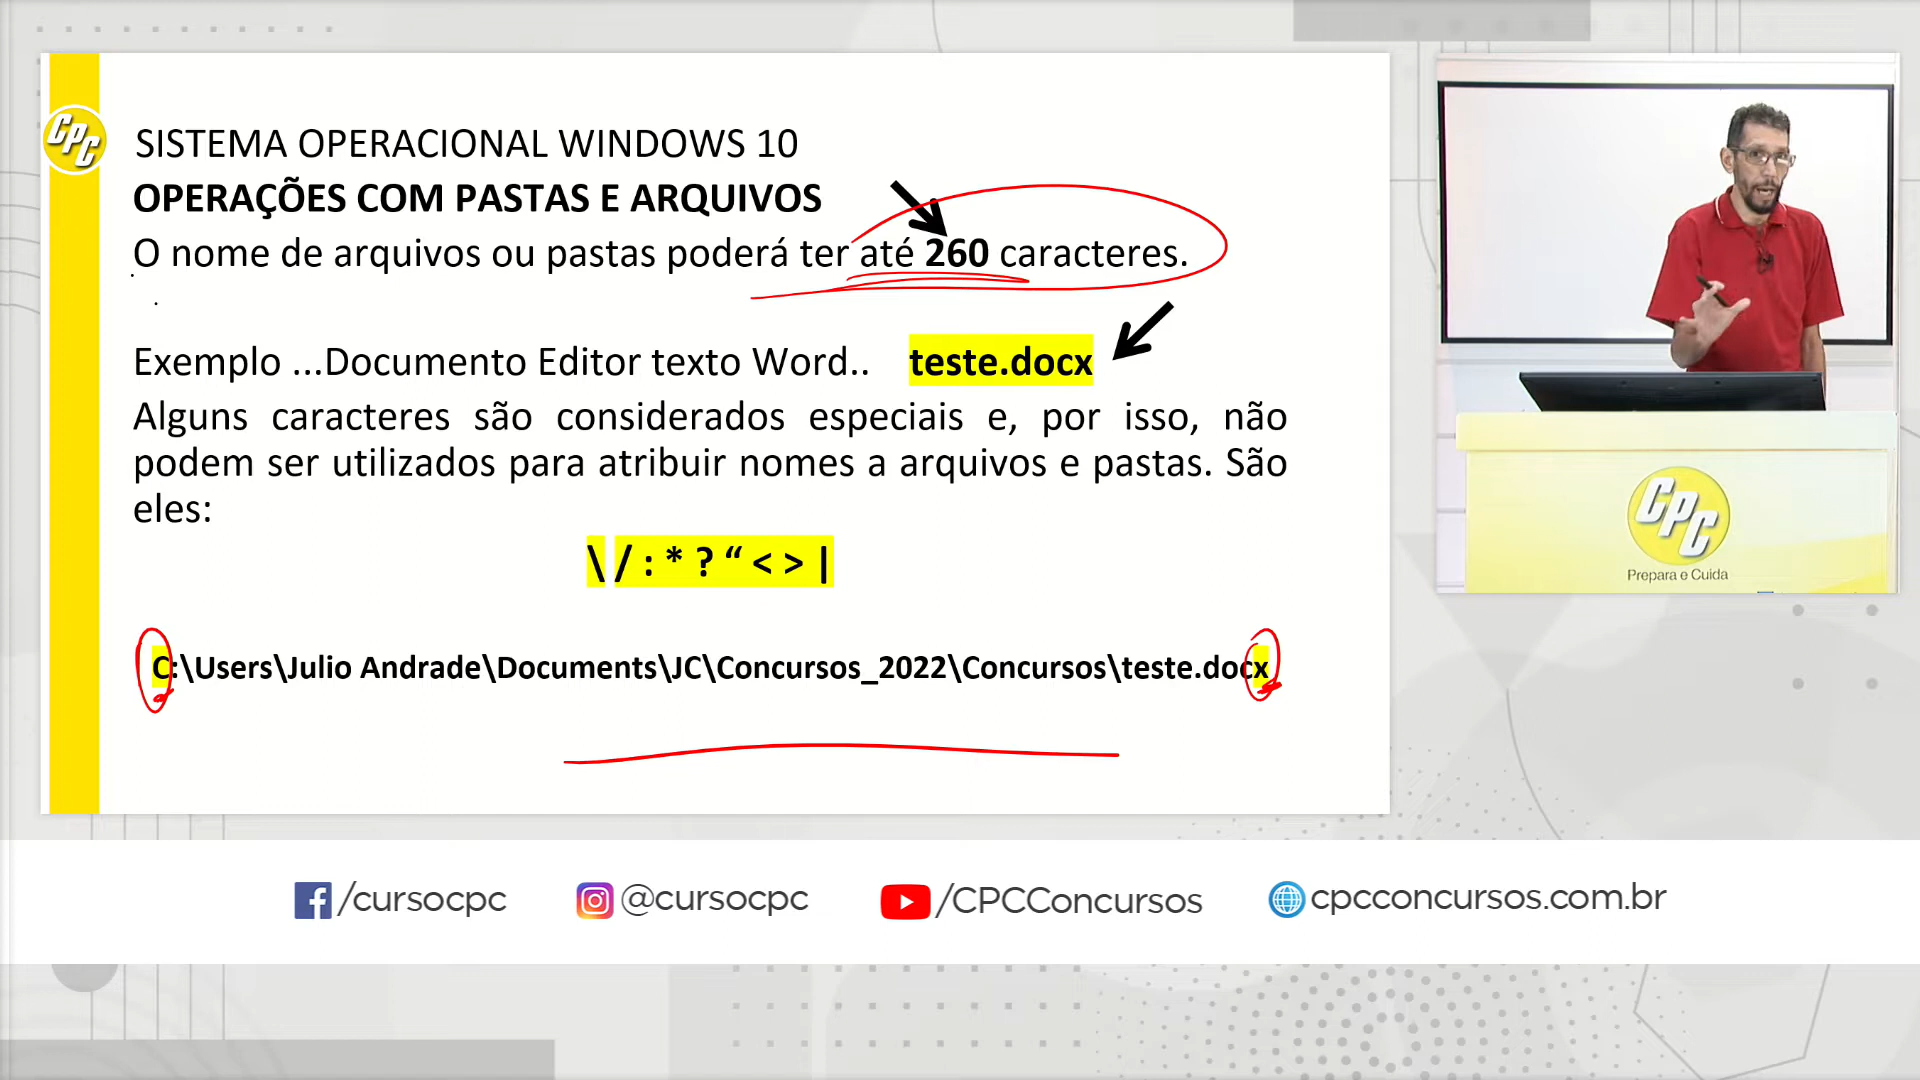 CPC
SISTEMA OPERACIONAL WINDOWS 10
OPERAÇÕES COM PASTAS E ARQUIVOS
O nome de arquivos ou pastas poderá ter até 260 caracteres.
Exemplo ...Documento Editor texto Word.. teste.docx
Alguns caracteres são considerados especiais e, por isso, não
podem ser utilizados para atribuir nomes a arquivos e pastas. São
eles:
\ / : * ? “ < > |
C:\Users\Julio Andrade\Documents\JC\Concursos_2022\Concursos\teste.docx
CPC
Prepara e Cuida
/cursocpc
@cursocpc
/CPCConcursos
cpcconcursos.com.br